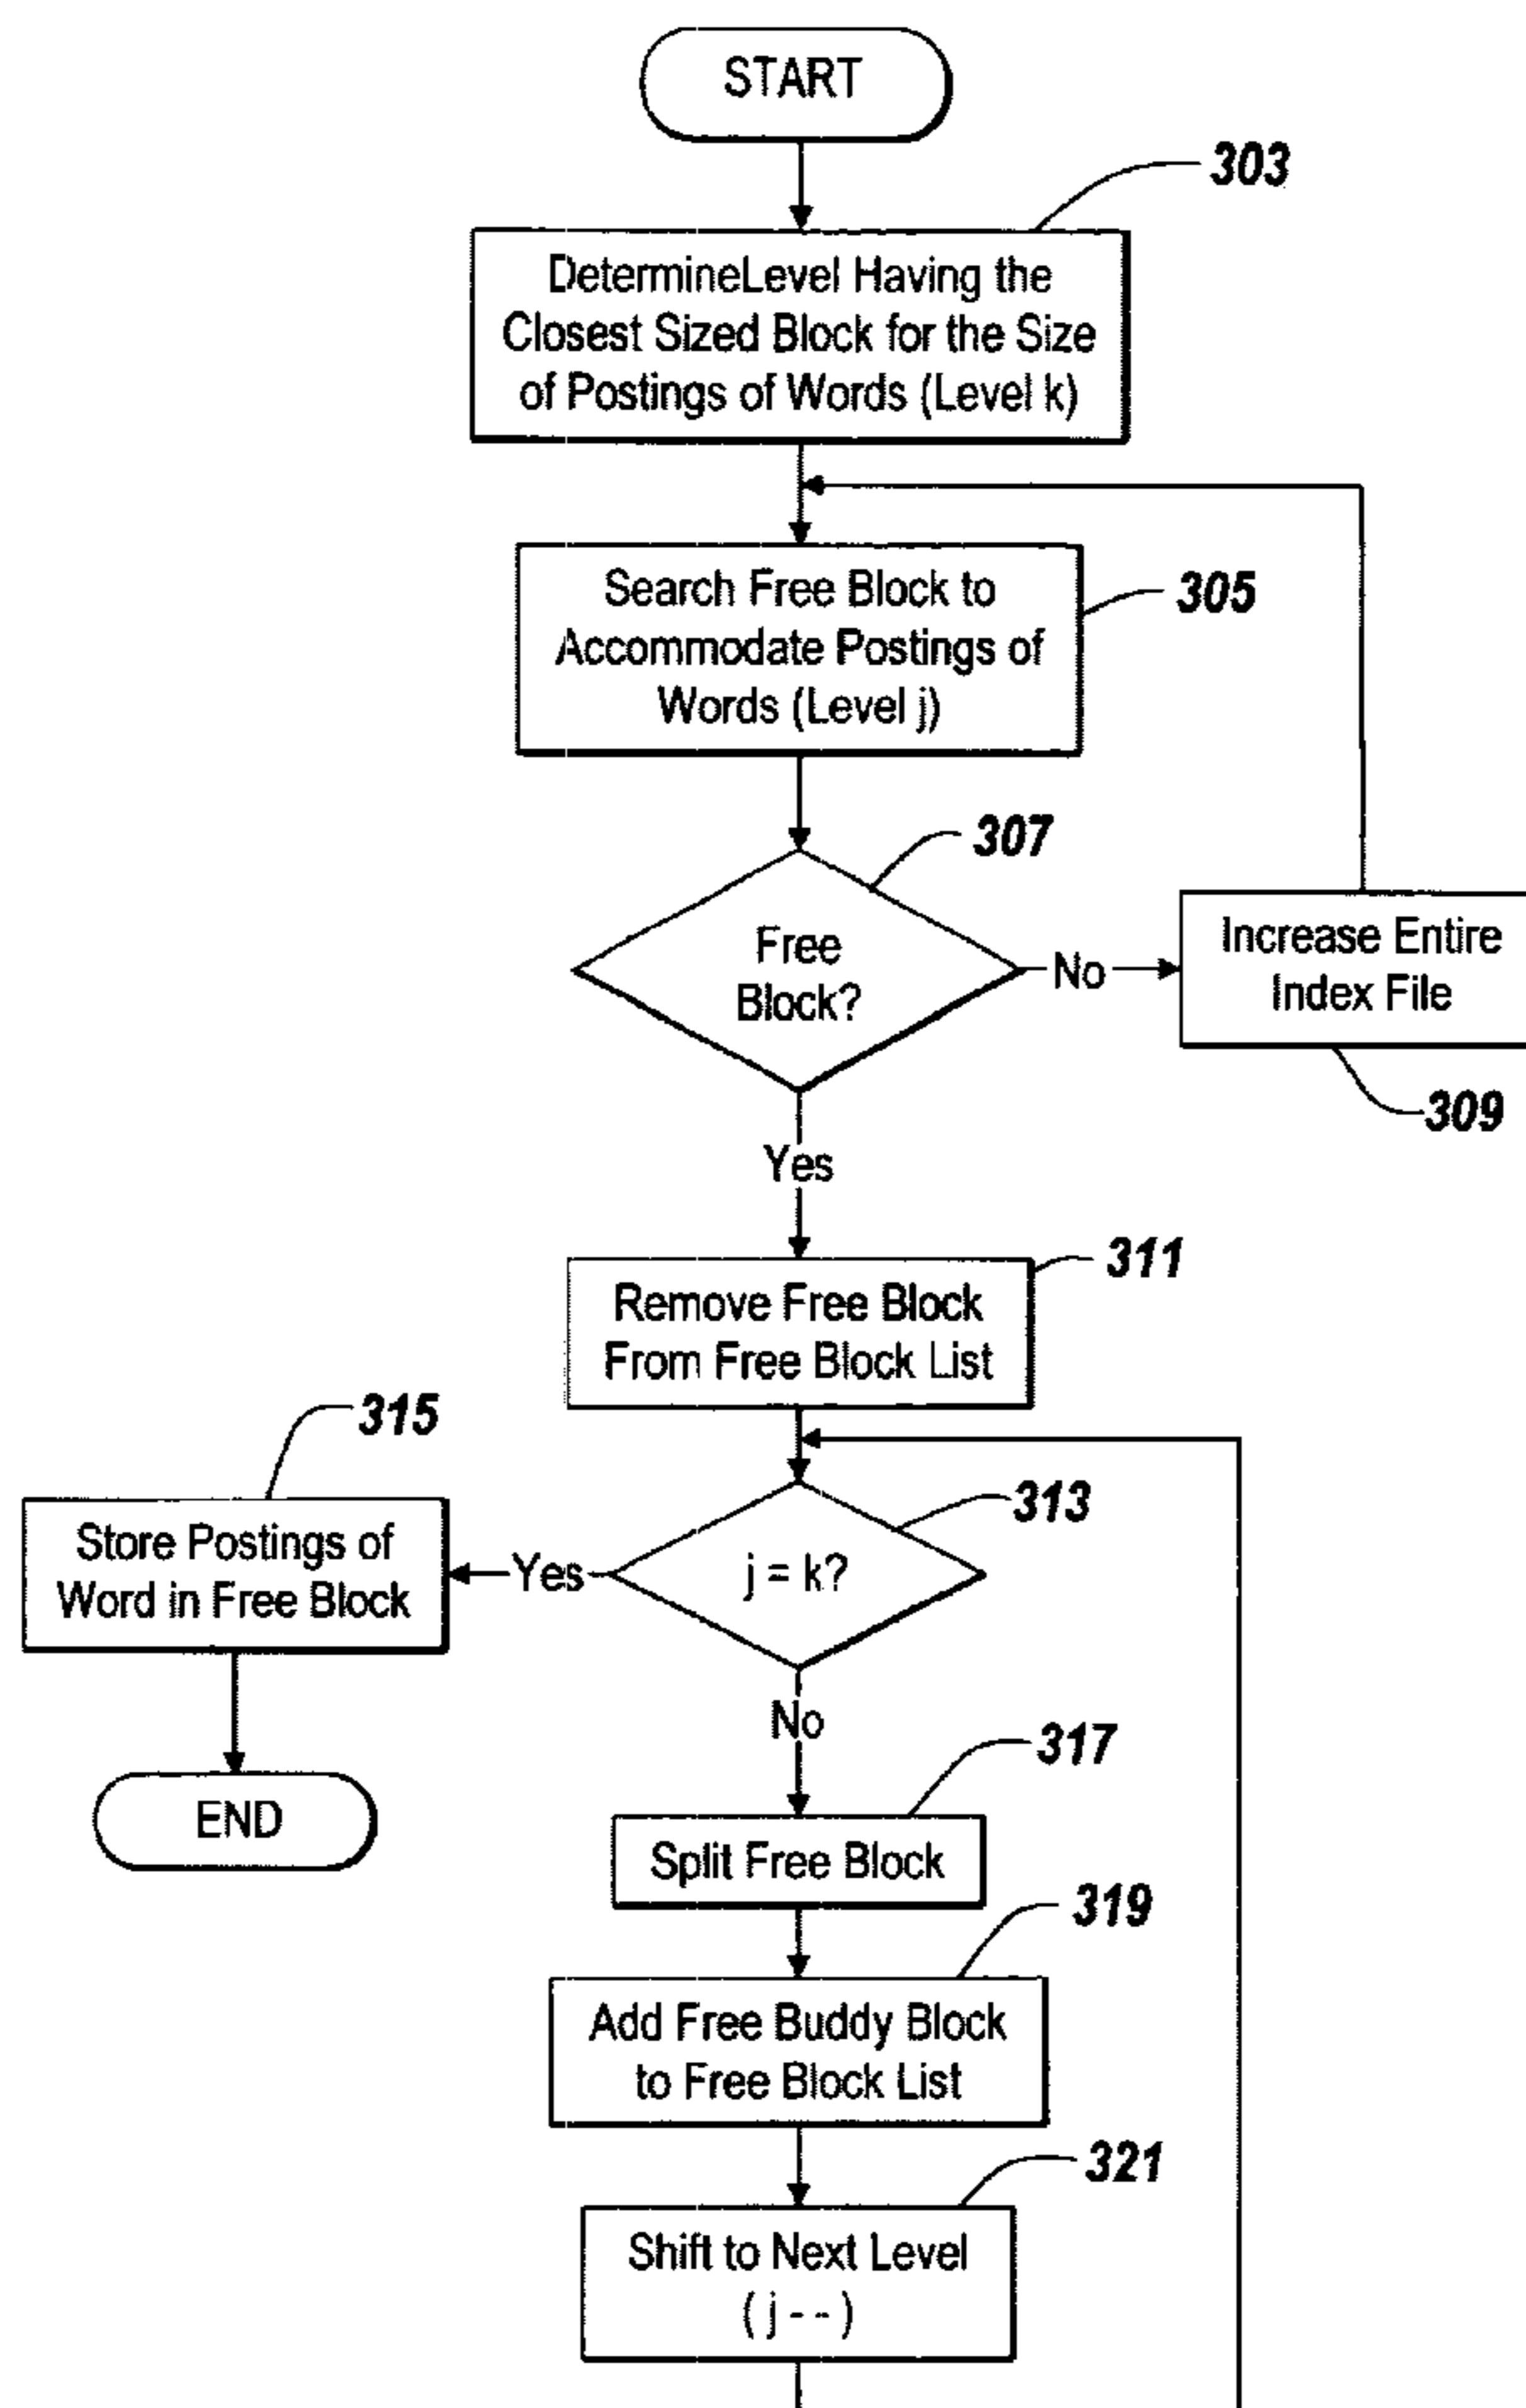 START
303
DetermineLevel Having the
Closest Sized Block for the Size
of Postings of Words (Level k)
Search Free Block to
Accommodate Postings of
Words (Level j)
305
307
Free
Block?
No
Increase Entire
Index File
309
Yes
311
Remove Free Block
From Free Block List
315
313
Store Postings of
Word in Free Block
Yes
j = k?
No
317
END
Split Free Block
319
Add Free Buddy Block
to Free Block List
321
Shift to Next Level
( j - - )